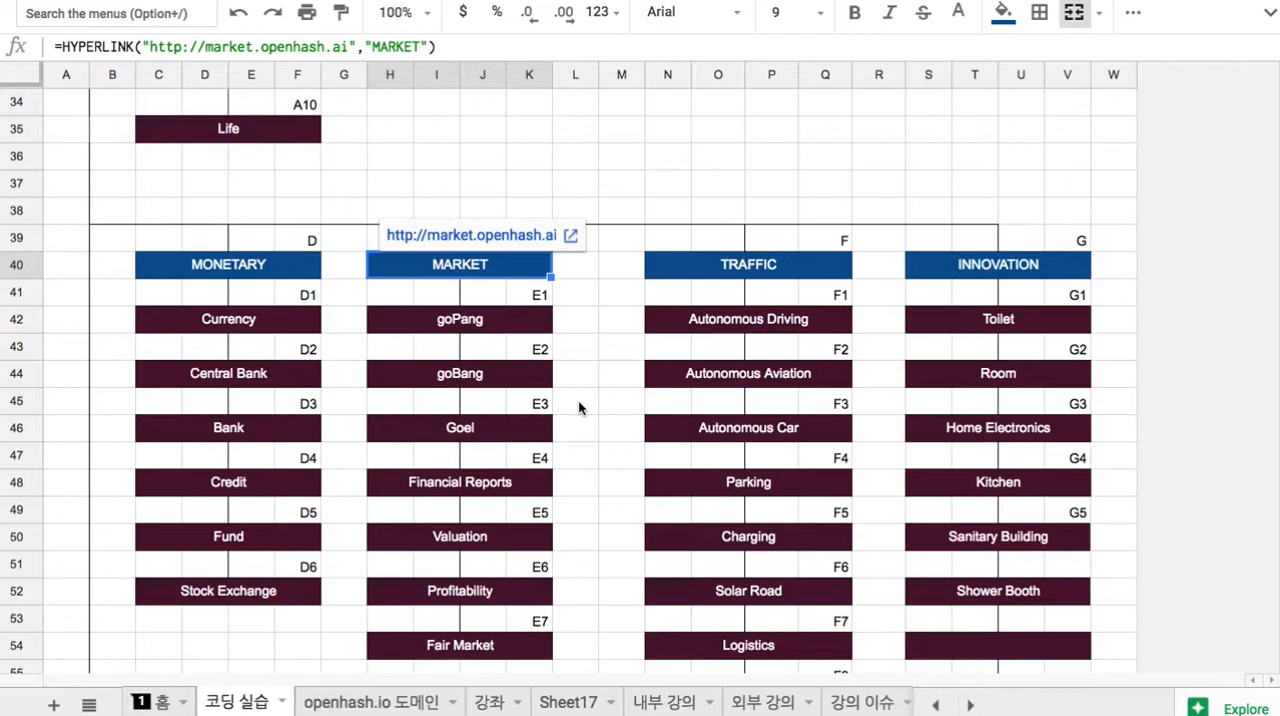 Search the menus (Option+/) 100% $ % .0 .00 123 Arial 9 B I S A
fx =HYPERLINK("http://market.openhash.ai","MARKET")
A B C D E F G H I J K L M N O P Q R S T U V W
34 A10
35 Life
36
37
38
http://market.openhash.ai
39 D F G
40 MONETARY MARKET TRAFFIC INNOVATION
41 D1 E1 F1 G1
42 Currency goPang Autonomous Driving Toilet
43 D2 E2 F2 G2
44 Central Bank goBang Autonomous Aviation Room
45 D3 E3 F3 G3
46 Bank Goel Autonomous Car Home Electronics
47 D4 E4 F4 G4
48 Credit Financial Reports Parking Kitchen
49 D5 E5 F5 G5
50 Fund Valuation Charging Sanitary Building
51 D6 E6 F6
52 Stock Exchange Profitability Solar Road Shower Booth
53 E7 F7
54 Fair Market Logistics
55
+ 1 홈 코딩 실습 openhash.io 도메인 강좌 Sheet17 내부 강의 외부 강의 강의 이슈 Explore